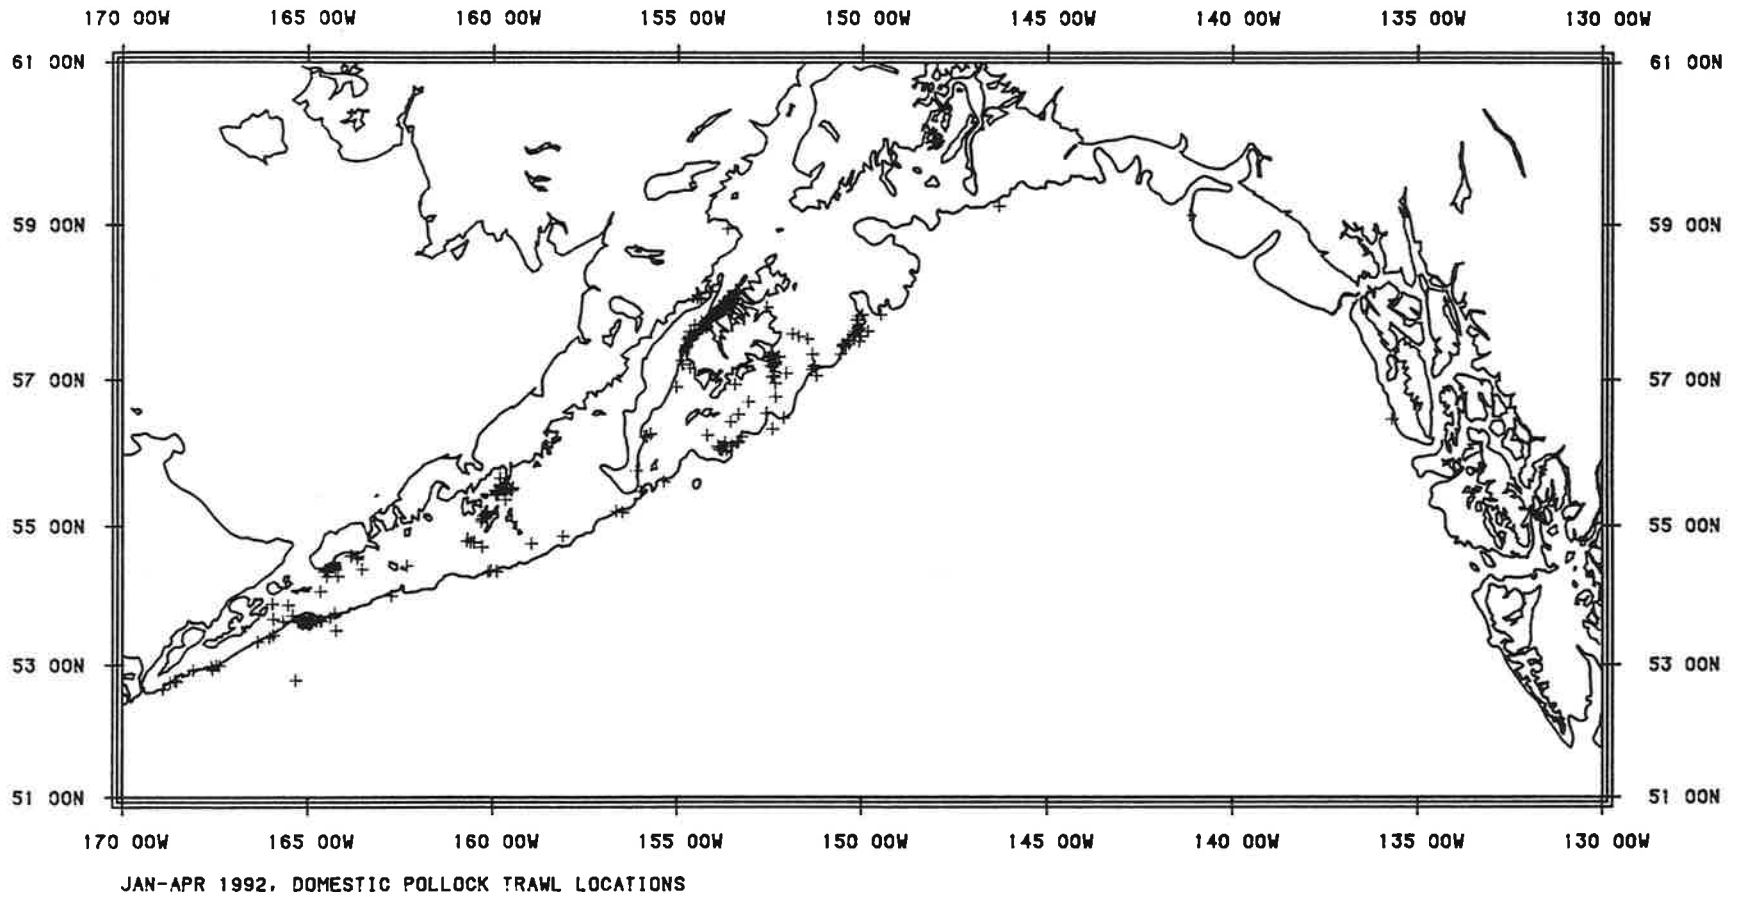 170 00W 165 00W 160 00W 155 00W 150 00W 145 00W 140 00W 135 00W 130 00W
61 00N 61 00N
59 00N 59 00N
57 00N 57 00N
55 00N 55 00N
53 00N 53 00N
51 00N 51 00N
170 00W 165 00W 160 00W 155 00W 150 00W 145 00W 140 00W 135 00W 130 00W
JAN-APR 1992, DOMESTIC POLLOCK TRAWL LOCATIONS